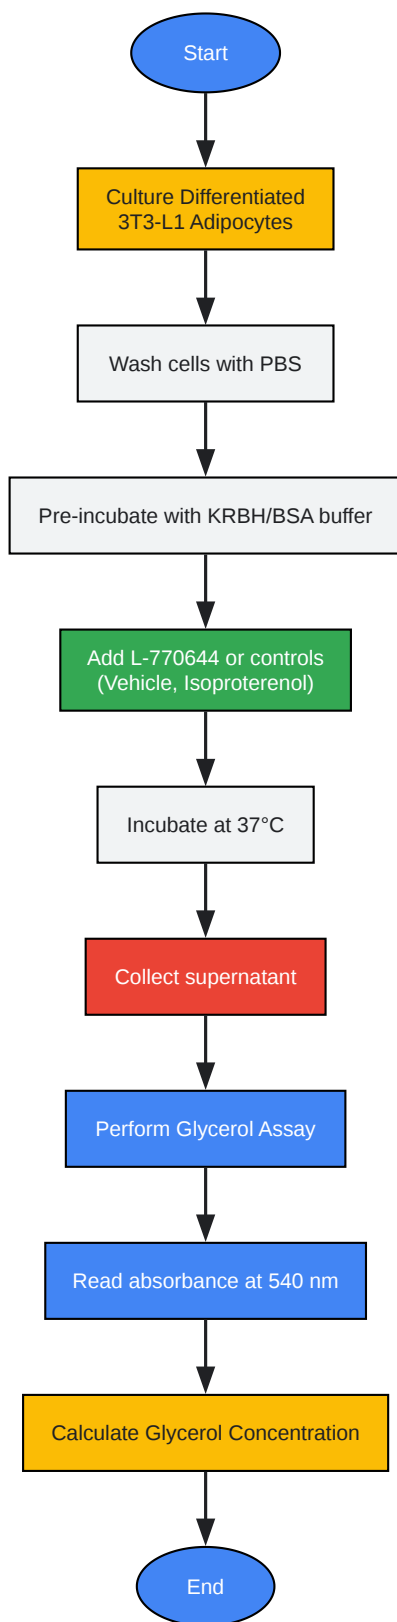 Start
Culture Differentiated
3T3-L1 Adipocytes
Wash cells with PBS
Pre-incubate with KRBH/BSA buffer
Add L-770644 or controls
(Vehicle, Isoproterenol)
Incubate at 37°C
Collect supernatant
Perform Glycerol Assay
Read absorbance at 540 nm
Calculate Glycerol Concentration
End